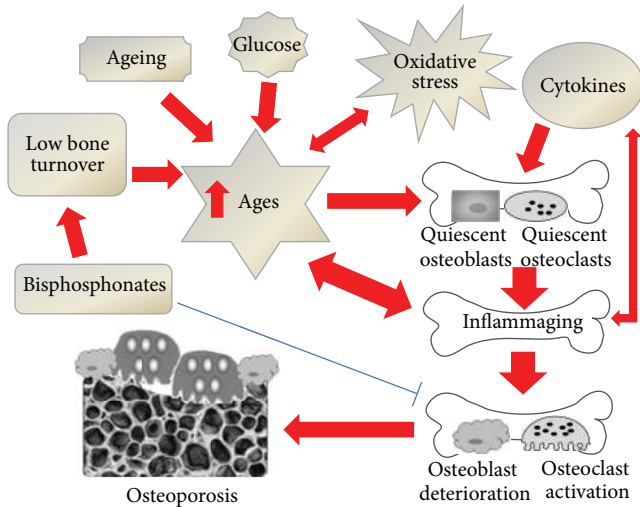 Ageing
Glucose
Oxidative
stress
Cytokines
Low bone
turnover
Ages
Quiescent
osteoblasts
Quiescent
osteoclasts
Bisphosphonates
Inflammaging
Osteoblast
deterioration
Osteoclast
activation
Osteoporosis